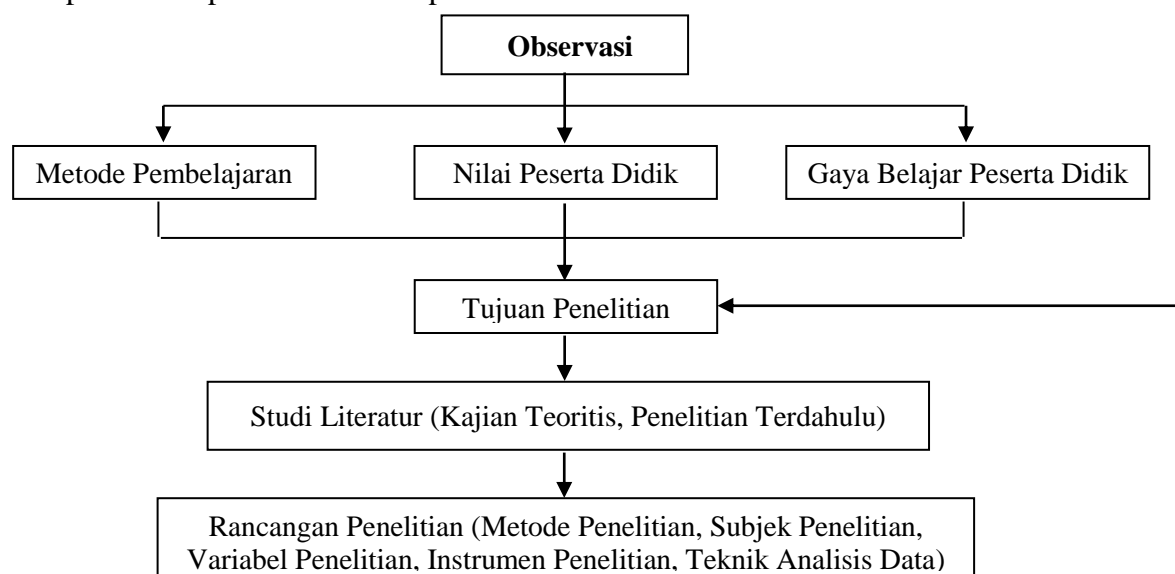 Observasi
Metode Pembelajaran
Nilai Peserta Didik
Gaya Belajar Peserta Didik
Tujuan Penelitian
Studi Literatur (Kajian Teoritis, Penelitian Terdahulu)
Rancangan Penelitian (Metode Penelitian, Subjek Penelitian,
Variabel Penelitian, Instrumen Penelitian, Teknik Analisis Data)